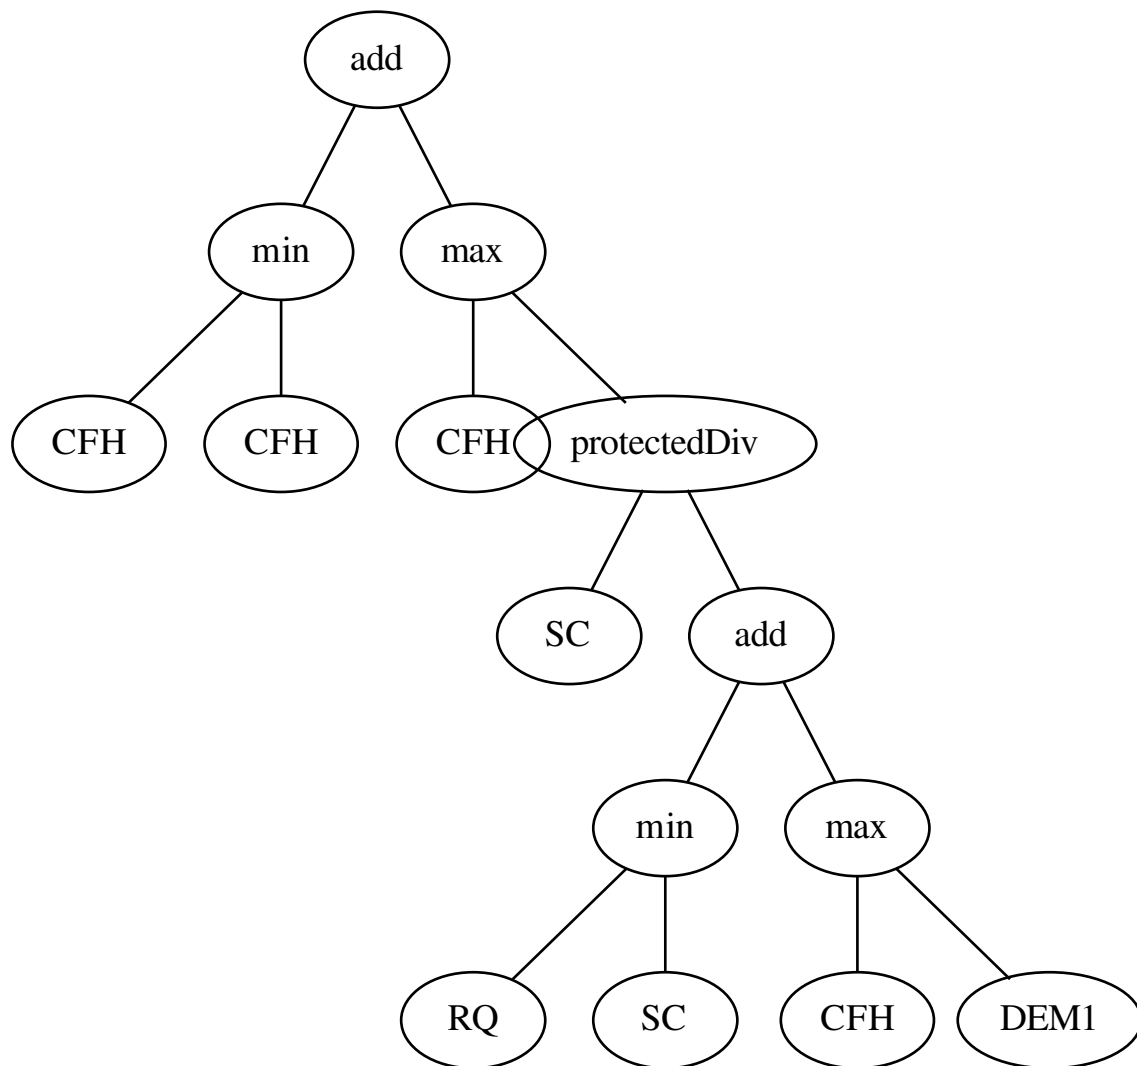 add
min max
CFH CFH CFH protectedDiv
SC add
min max
RQ SC CFH DEM1